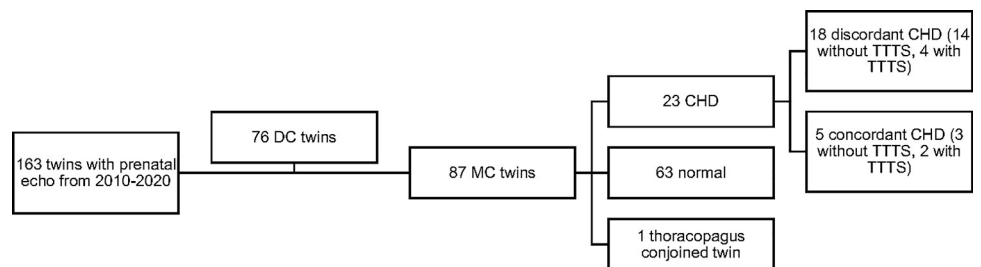 163 twins with prenatal
echo from 2010-2020
76 DC twins
87 MC twins
23 CHD
63 normal
1 thoracopagus
conjoined twin
18 discordant CHD (14
without TTTS, 4 with
TTTS)
5 concordant CHD (3
without TTTS, 2 with
TTTS)